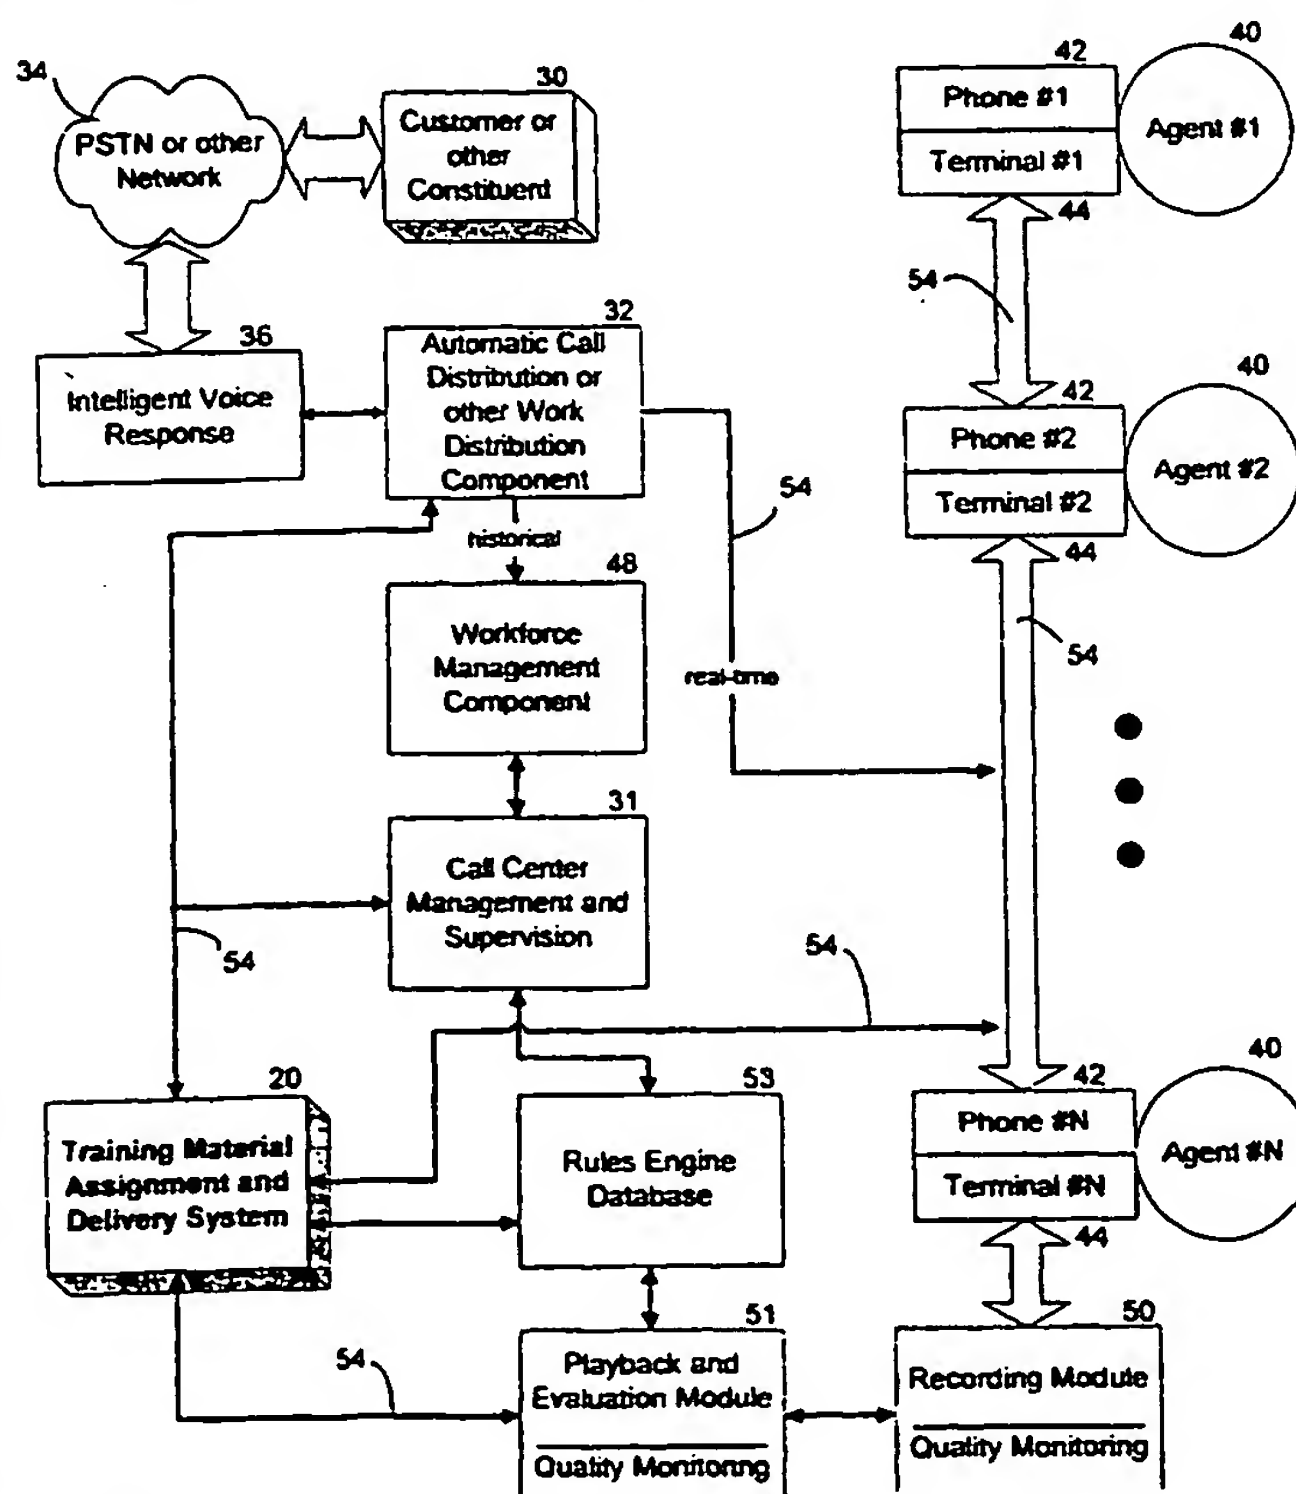 34
PSTN or other
Network
30
Customer or
other
Constituent
42
Phone #1
Terminal #1
44
40
Agent #1
54
36
Intelligent Voice
Response
32
Automatic Call
Distribution or
other Work
Distribution
Component
historical
54
real-time
42
Phone #2
Terminal #2
44
40
Agent #2
54
48
Workforce
Management
Component
31
Call Center
Management and
Supervision
54
54
20
Training Material
Assignment and
Delivery System
53
Rules Engine
Database
42
Phone #N
Terminal #N
44
40
Agent #N
54
51
Playback and
Evaluation Module
Quality Monitoring
50
Recording Module
Quality Monitoring